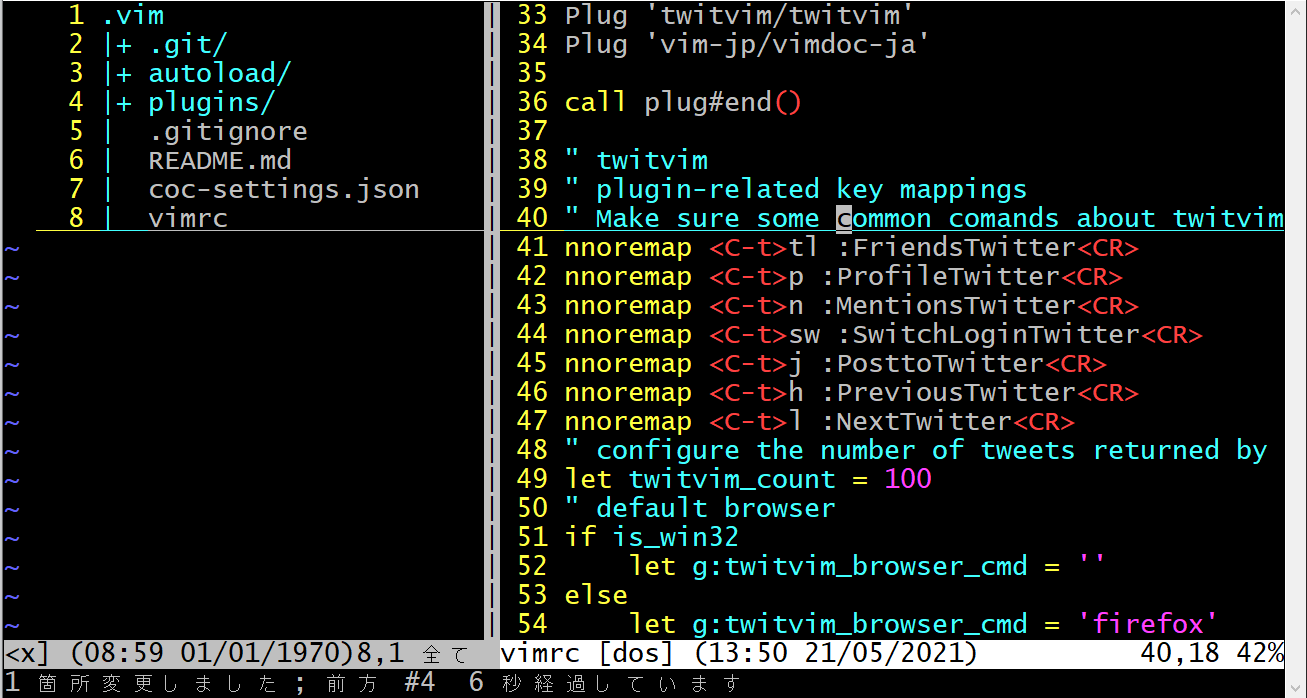 1 .vim
2 |+ .git/
3 |+ autoload/
4 |+ plugins/
5 |  .gitignore
6 |  README.md
7 |  coc-settings.json
8 |  vimrc
~
~
~
~
~
~
~
~
~
~
~
~
~
~
<x] (08:59 01/01/1970)8,1 全て
33 Plug 'twitvim/twitvim'
34 Plug 'vim-jp/vimdoc-ja'
35
36 call plug#end()
37
38 " twitvim
39 " plugin-related key mappings
40 " Make sure some common comands about twitvim
41 nnoremap <C-t>tl :FriendsTwitter<CR>
42 nnoremap <C-t>p :ProfileTwitter<CR>
43 nnoremap <C-t>n :MentionsTwitter<CR>
44 nnoremap <C-t>sw :SwitchLoginTwitter<CR>
45 nnoremap <C-t>j :PosttoTwitter<CR>
46 nnoremap <C-t>h :PreviousTwitter<CR>
47 nnoremap <C-t>l :NextTwitter<CR>
48 " configure the number of tweets returned by
49 let twitvim_count = 100
50 " default browser
51 if is_win32
52     let g:twitvim_browser_cmd = ''
53 else
54     let g:twitvim_browser_cmd = 'firefox'
vimrc [dos] (13:50 21/05/2021) 40,18 42%
1 箇所変更しました; 前方 #4  6 秒経過しています